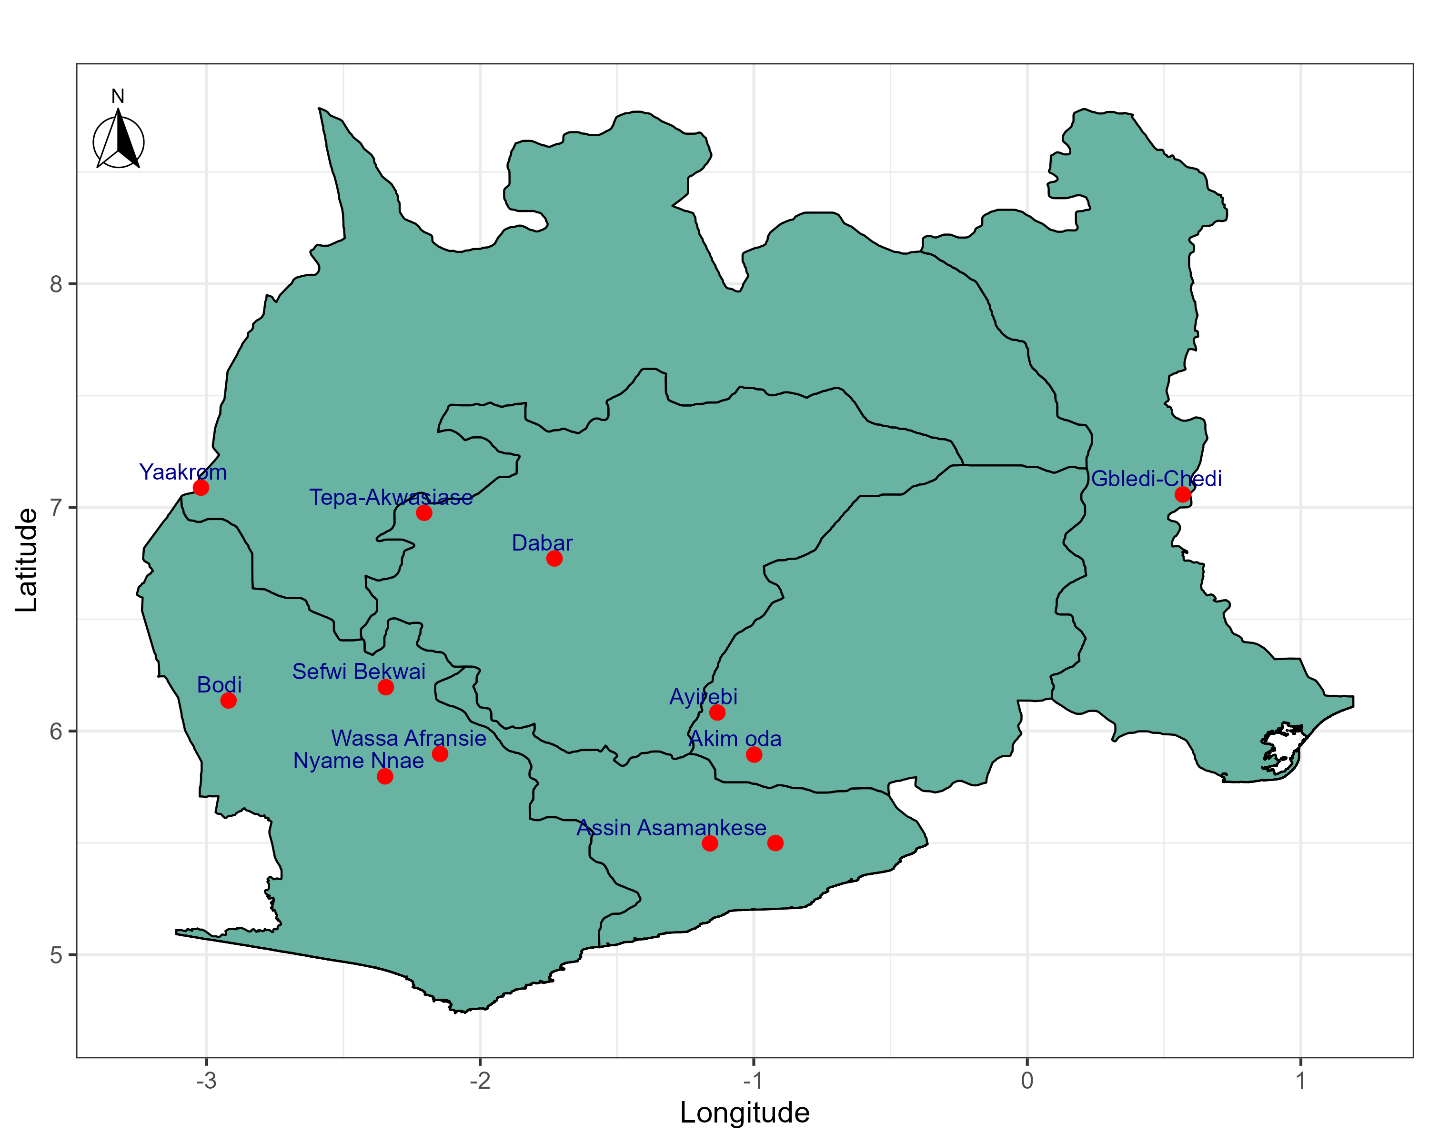 N
8
7
6
5
Latitude
Yaakrom
Gbledi-Chedi
Tepa-Akwasiase
Dabar
Sefwi Bekwai
Bodi
Ayirebi
Wassa Afransie
Akim oda
Nyame Nnae
Assin Asamankese
-3
-2
-1
0
1
Longitude